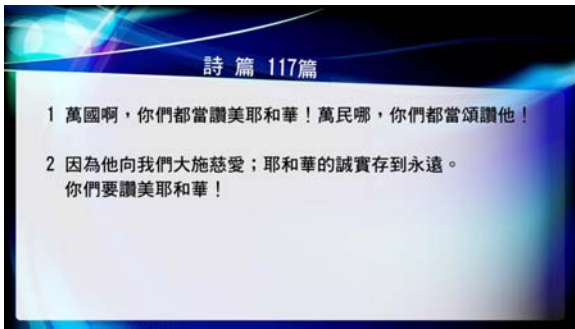 詩 篇 117篇
1 萬國啊，你們都當讚美耶和華！萬民哪，你們都當頌讚他！
2 因為他向我們大施慈愛；耶和華的誠實存到永遠。
你們要讚美耶和華！